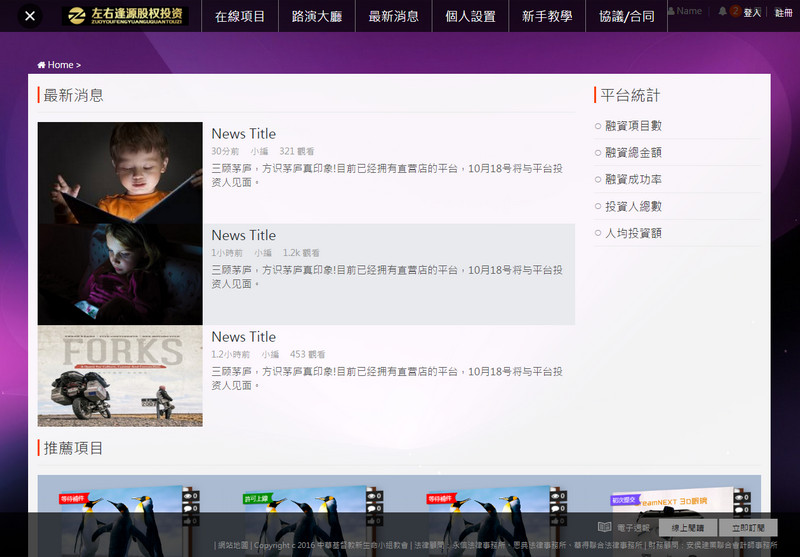 左右逢源股权投资
ZUOYOUFENGYUANGUQUANTOUZI
在線項目
路演大廳
最新消息
個人設置
新手教學
協議/合同
Name
登入 | 註冊
Home >
最新消息
News Title
30分前 小編 321 觀看
三顾茅庐，方识茅庐真印象!目前已经拥有直营店的平台，10月18号将与平台投
资人见面。
News Title
1小時前 小編 1.2k 觀看
三顾茅庐，方识茅庐真印象!目前已经拥有直营店的平台，10月18号将与平台投
资人见面。
FORKS
News Title
1.2小時前 小編 453 觀看
三顾茅庐，方识茅庐真印象!目前已经拥有直营店的平台，10月18号将与平台投
资人见面。
平台統計
融資項目數
融資總金額
融資成功率
投資人總數
人均投資額
推薦項目
等待補件
0
0
0
許可上線
0
0
0
等待補件
0
0
0
初次提交
eamNEXT 3D眼鏡
0
0
電子週報
線上閱讀
立即訂閱
| 網站地圖 | Copyright c 2016 中華基督教新生命小組教會 | 法律顧問：永信法律事務所、恩典法律事務所、華得聯合法律事務所 | 財務顧問：安侯建業聯合會計師事務所